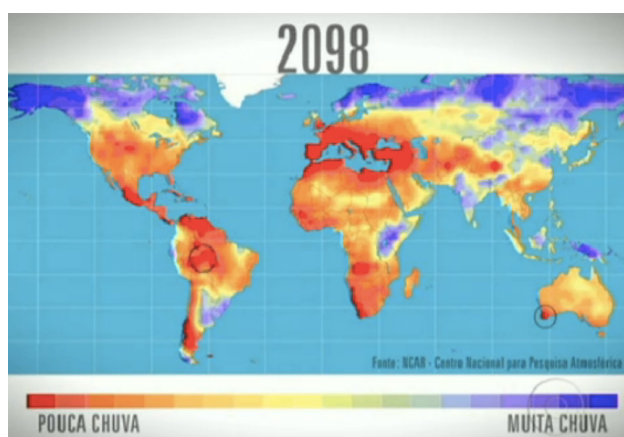 2098
Fonte: NCAR - Centro Nacional para Pesquisa Atmosférica
POUCA CHUVA
MUITA CHUVA